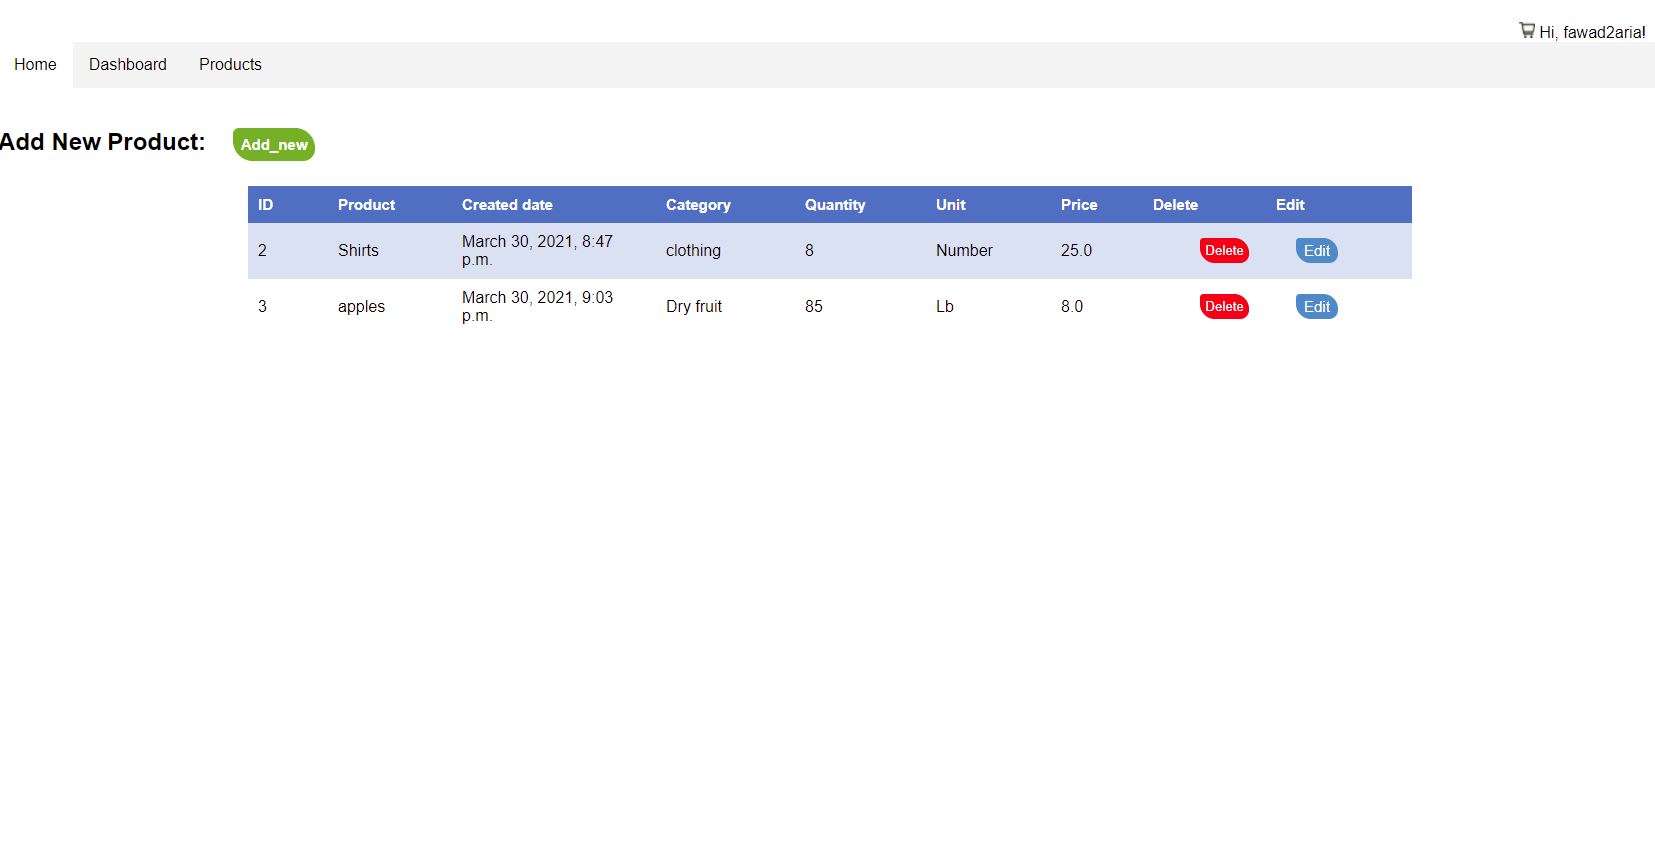 Hi, fawad2aria!
Home Dashboard Products
Add New Product: Add_new
ID Product Created date Category Quantity Unit Price Delete Edit
2 Shirts March 30, 2021, 8:47 p.m. clothing 8 Number 25.0 Delete Edit
3 apples March 30, 2021, 9:03 p.m. Dry fruit 85 Lb 8.0 Delete Edit